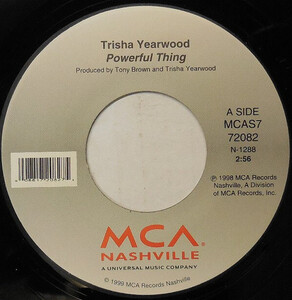 Trisha Yearwood
Powerful Thing
Produced by Tony Brown and Trisha Yearwood
A SIDE
MCAS7
72082
N-1288
2:56
℗ 1998 MCA Records
Nashville, A Division
of MCA Records, Inc.
MCA®
NASHVILLE
A UNIVERSAL MUSIC COMPANY
MCA Records Nashville